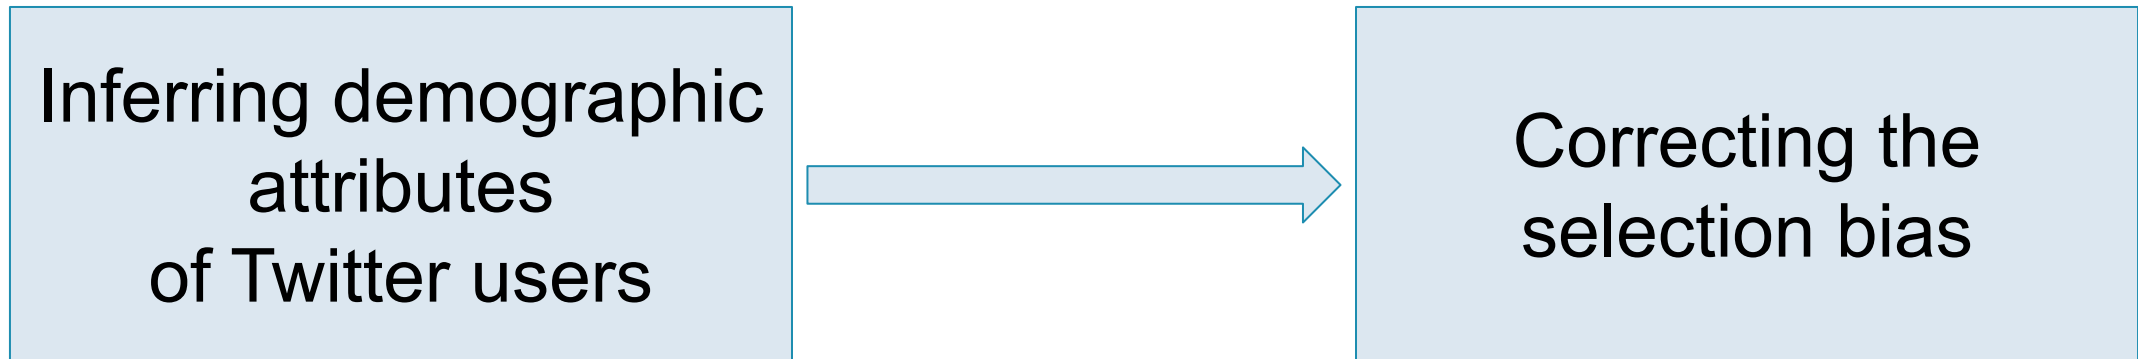 Inferring demographic
attributes
of Twitter users
Correcting the
selection bias